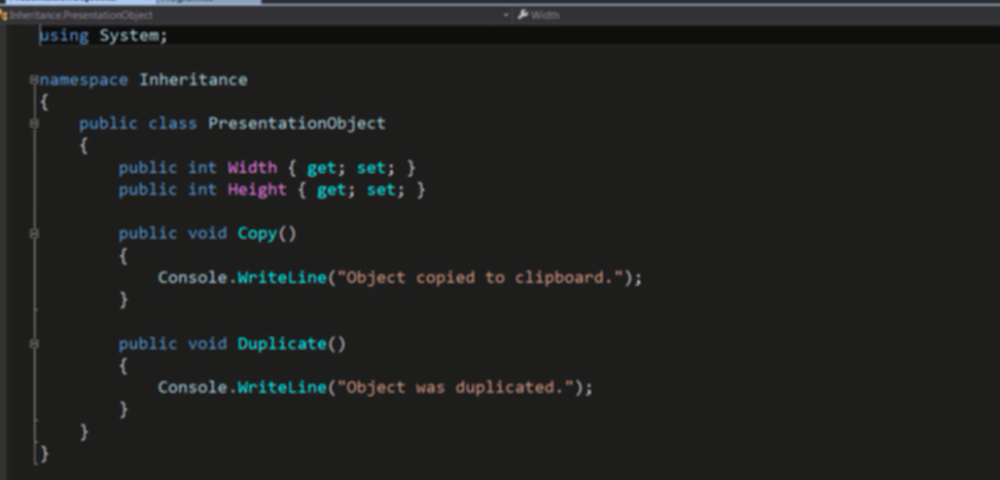 Inheritance.PresentationObject
Width
using System;
namespace Inheritance
{
public class PresentationObject
{
public int Width { get; set; }
public int Height { get; set; }
public void Copy()
{
Console.WriteLine("Object copied to clipboard.");
}
public void Duplicate()
{
Console.WriteLine("Object was duplicated.");
}
}
}